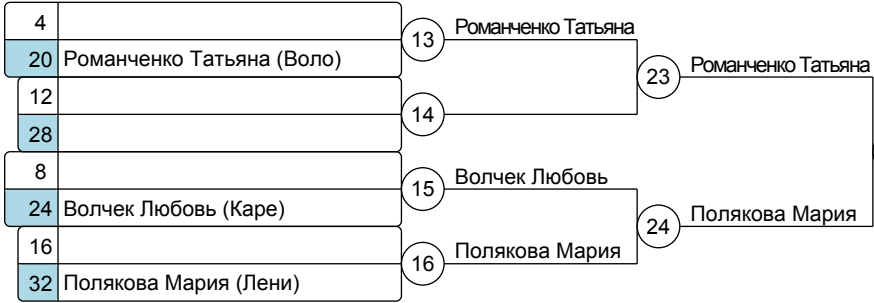 4
13 Романченко Татьяна
20 Романченко Татьяна (Воло)
23 Романченко Татьяна
12
14
28
8
15 Волчек Любовь
24 Волчек Любовь (Каре)
24 Полякова Мария
16
16 Полякова Мария
32 Полякова Мария (Лени)